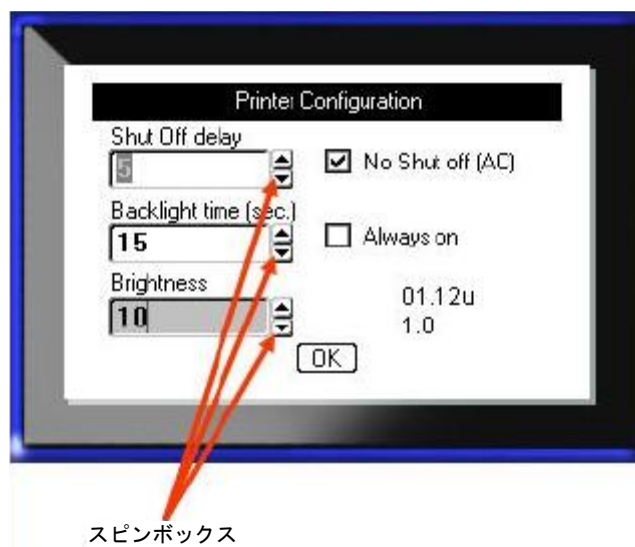 Printer Configuration
Shut Off delay
5
No Shut off (AC)
Backlight time (sec.)
15
Always on
Brightness
10
01.12u
1.0
OK
スピンボックス